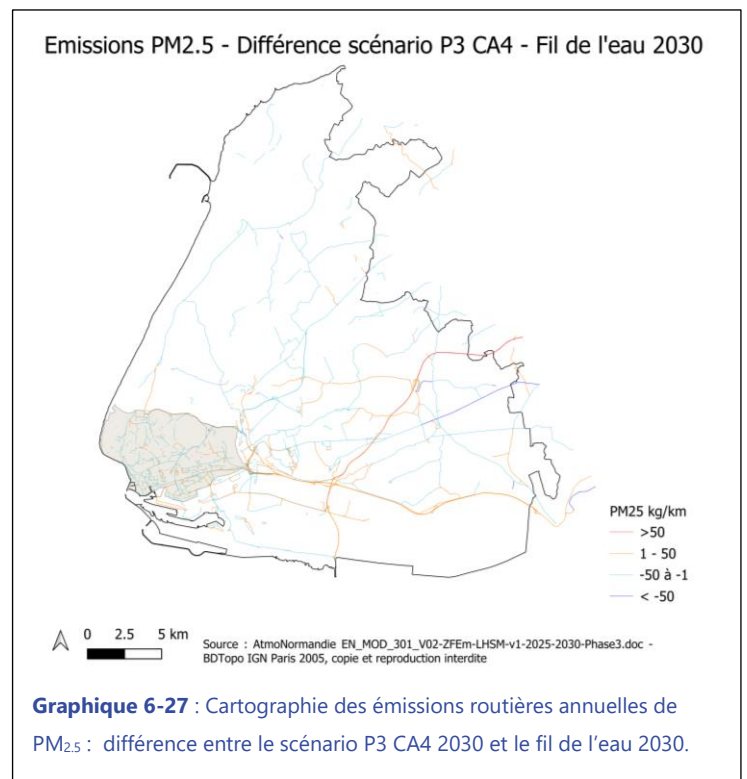 Emissions PM2.5 - Différence scénario P3 CA4 - Fil de l'eau 2030
PM25 kg/km
>50
1 - 50
-50 à -1
< -50
0 2.5 5 km
Source : AtmoNormandie EN_MOD_301_V02-ZFEm-LHSM-v1-2025-2030-Phase3.doc -
BDTopo IGN Paris 2005, copie et reproduction interdite
Graphique 6-27 : Cartographie des émissions routières annuelles de
PM2.5 : différence entre le scénario P3 CA4 2030 et le fil de l’eau 2030.